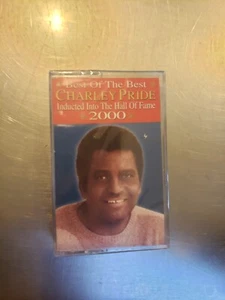 Best Of The Best
CHARLEY PRIDE
Inducted Into The Hall Of Fame
2000